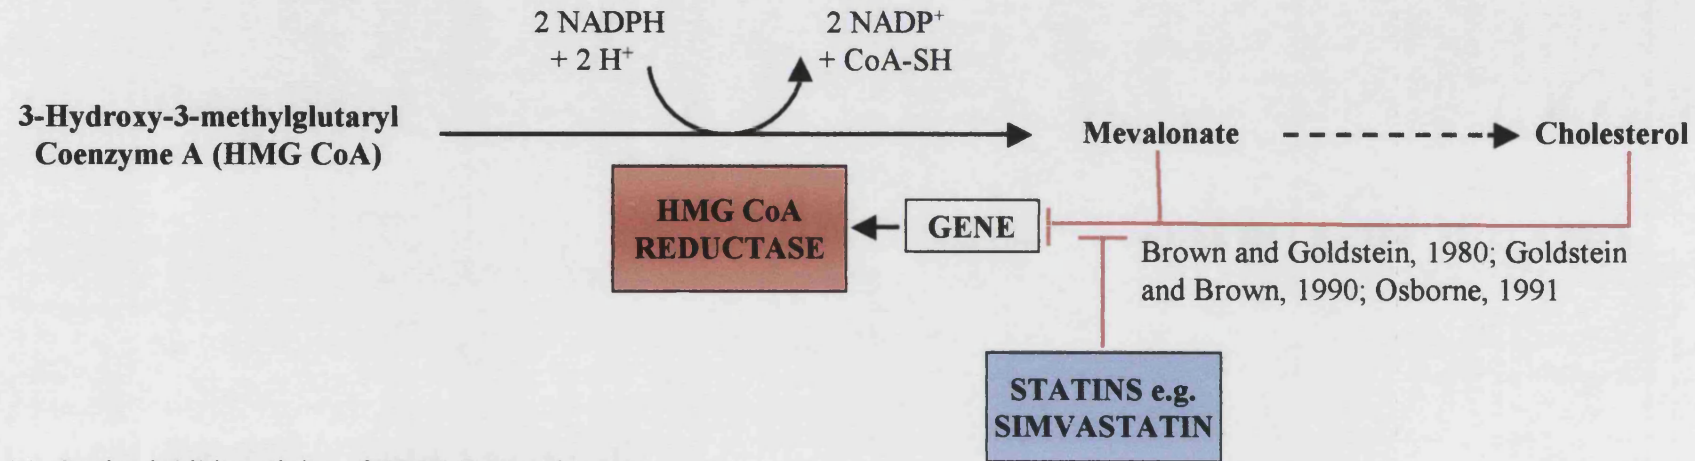 2 NADPH
+ 2 H⁺
2 NADP⁺
+ CoA-SH
3-Hydroxy-3-methylglutaryl
Coenzyme A (HMG CoA)
Mevalonate
Cholesterol
HMG CoA
REDUCTASE
GENE
Brown and Goldstein, 1980; Goldstein
and Brown, 1990; Osborne, 1991
STATINS e.g.
SIMVASTATIN